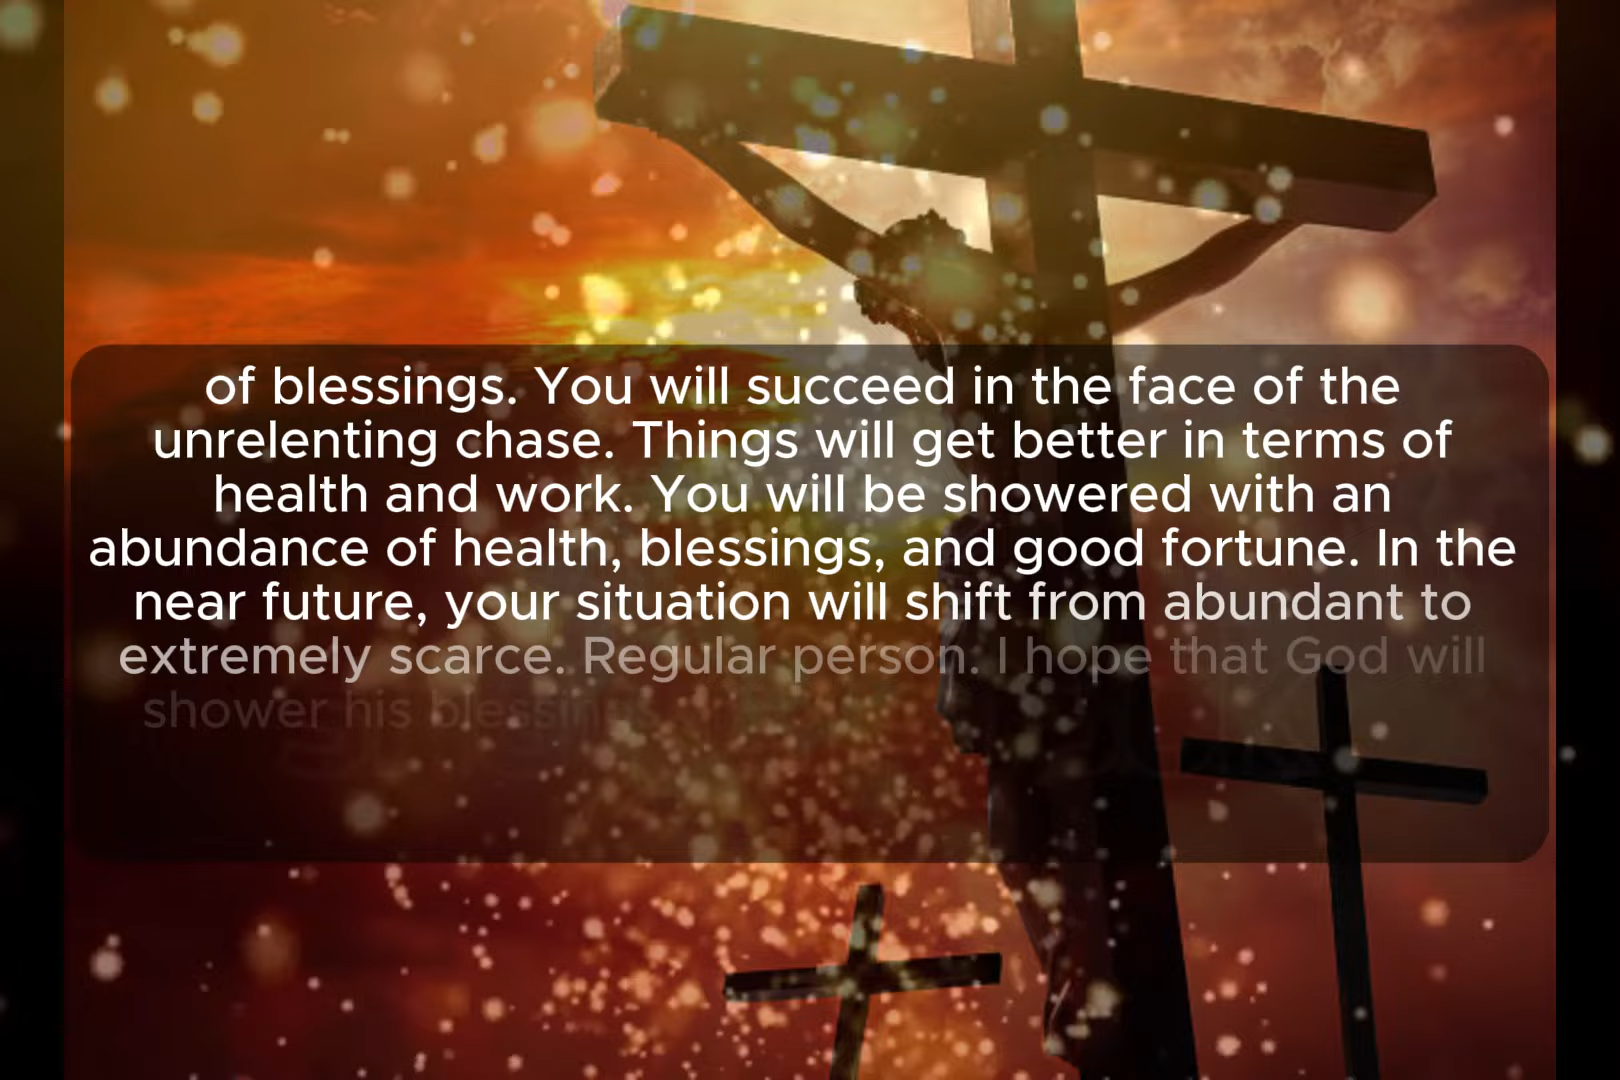 of blessings. You will succeed in the face of the
unrelenting chase. Things will get better in terms of
health and work. You will be showered with an
abundance of health, blessings, and good fortune. In the
near future, your situation will shift from abundant to
extremely scarce. Regular person. I hope that God will
shower his blessings